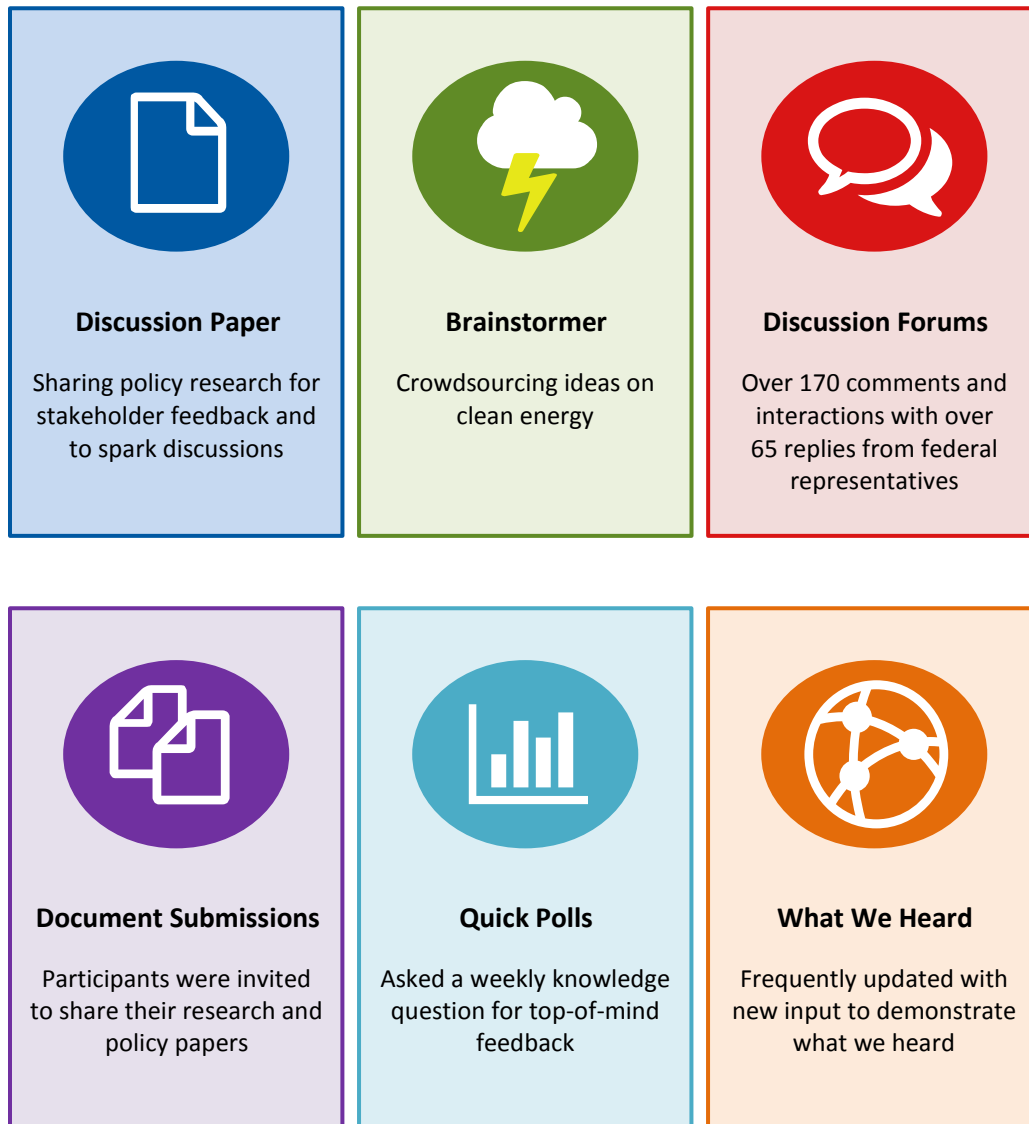 Discussion Paper
Sharing policy research for
stakeholder feedback and
to spark discussions
Brainstormer
Crowdsourcing ideas on
clean energy
Discussion Forums
Over 170 comments and
interactions with over
65 replies from federal
representatives
Document Submissions
Participants were invited
to share their research and
policy papers
Quick Polls
Asked a weekly knowledge
question for top-of-mind
feedback
What We Heard
Frequently updated with
new input to demonstrate
what we heard